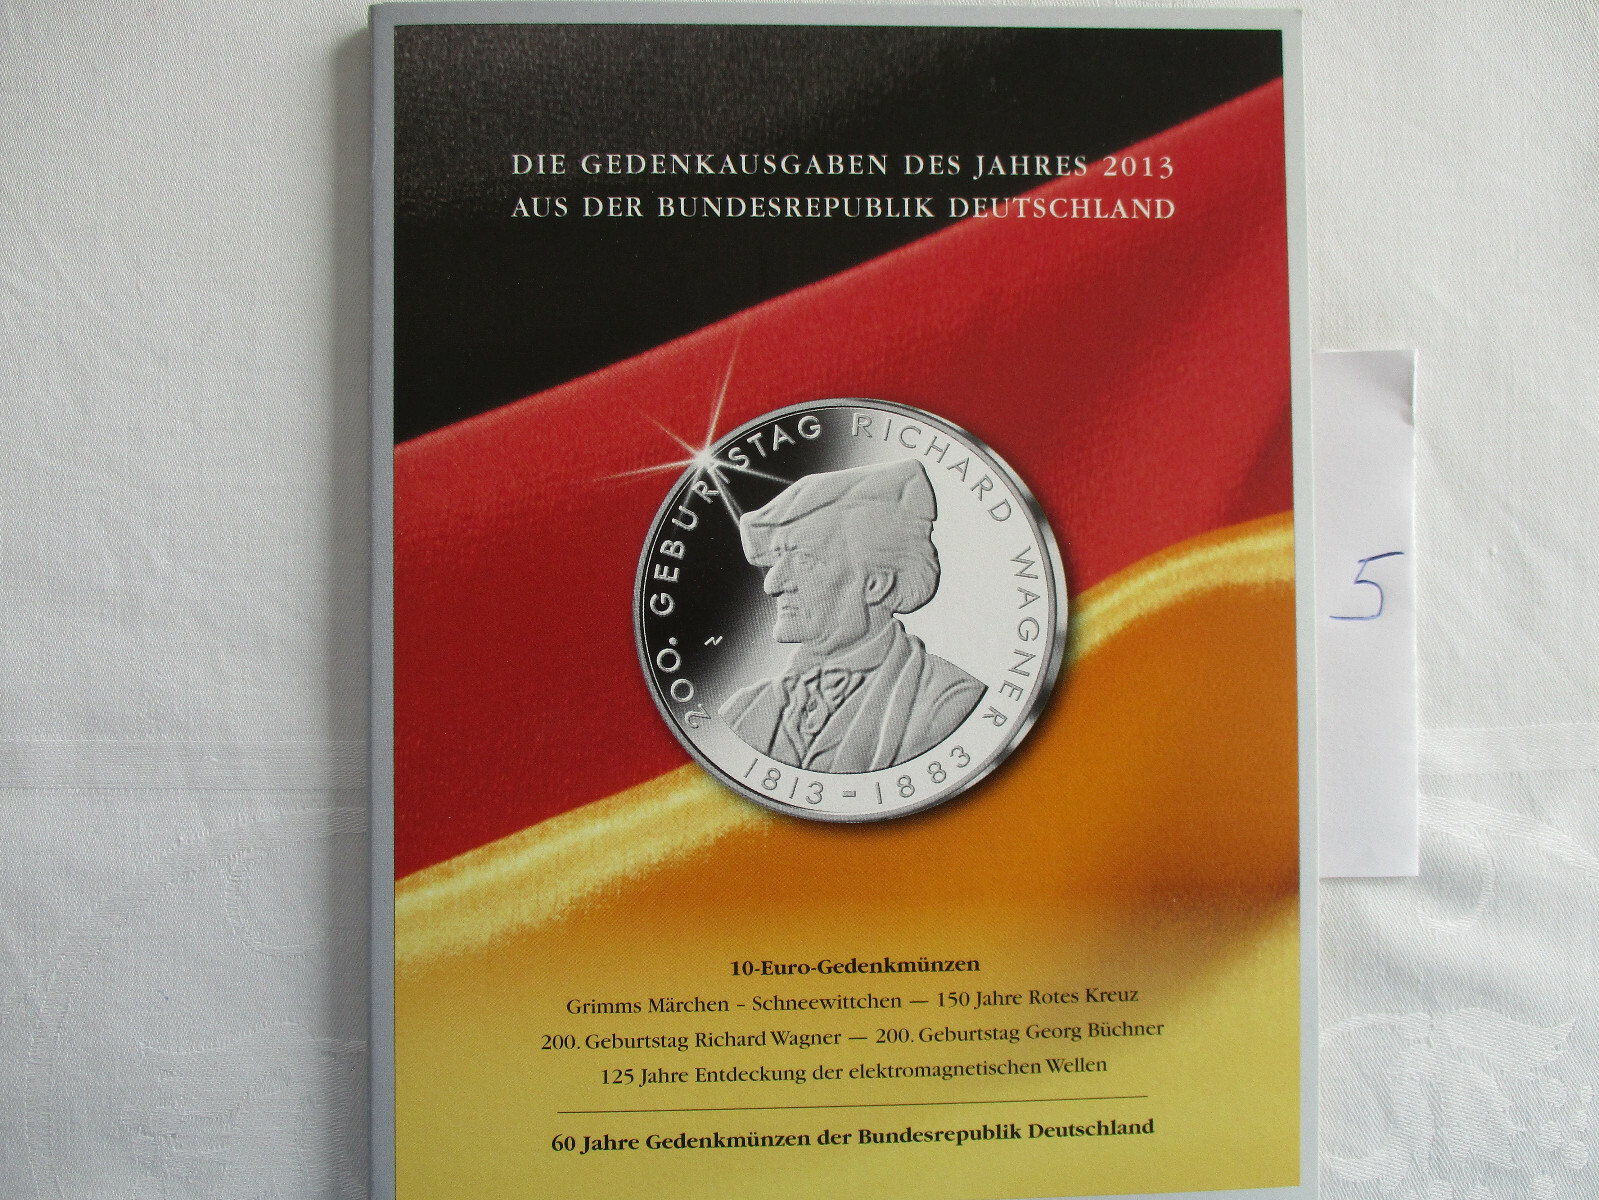 DIE GEDENKAUSGABEN DES JAHRES 2013
AUS DER BUNDESREPUBLIK DEUTSCHLAND
200. GEBURTSTAG RICHARD WAGNER
1813 - 1883
5
10-Euro-Gedenkmünzen
Grimms Märchen – Schneewittchen — 150 Jahre Rotes Kreuz
200. Geburtstag Richard Wagner — 200. Geburtstag Georg Büchner
125 Jahre Entdeckung der elektromagnetischen Wellen
60 Jahre Gedenkmünzen der Bundesrepublik Deutschland